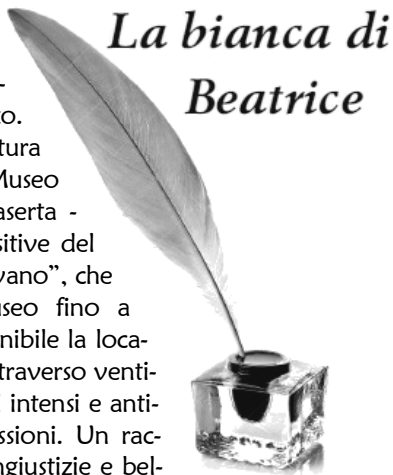 La bianca di
Beatrice
-
to.
tura
Museo
aserta -
sitive del
vano”, che
useo fino a
nibile la loca-
traverso venti-
i intensi e anti-
ssioni. Un rac-
ngiustizie e bel-